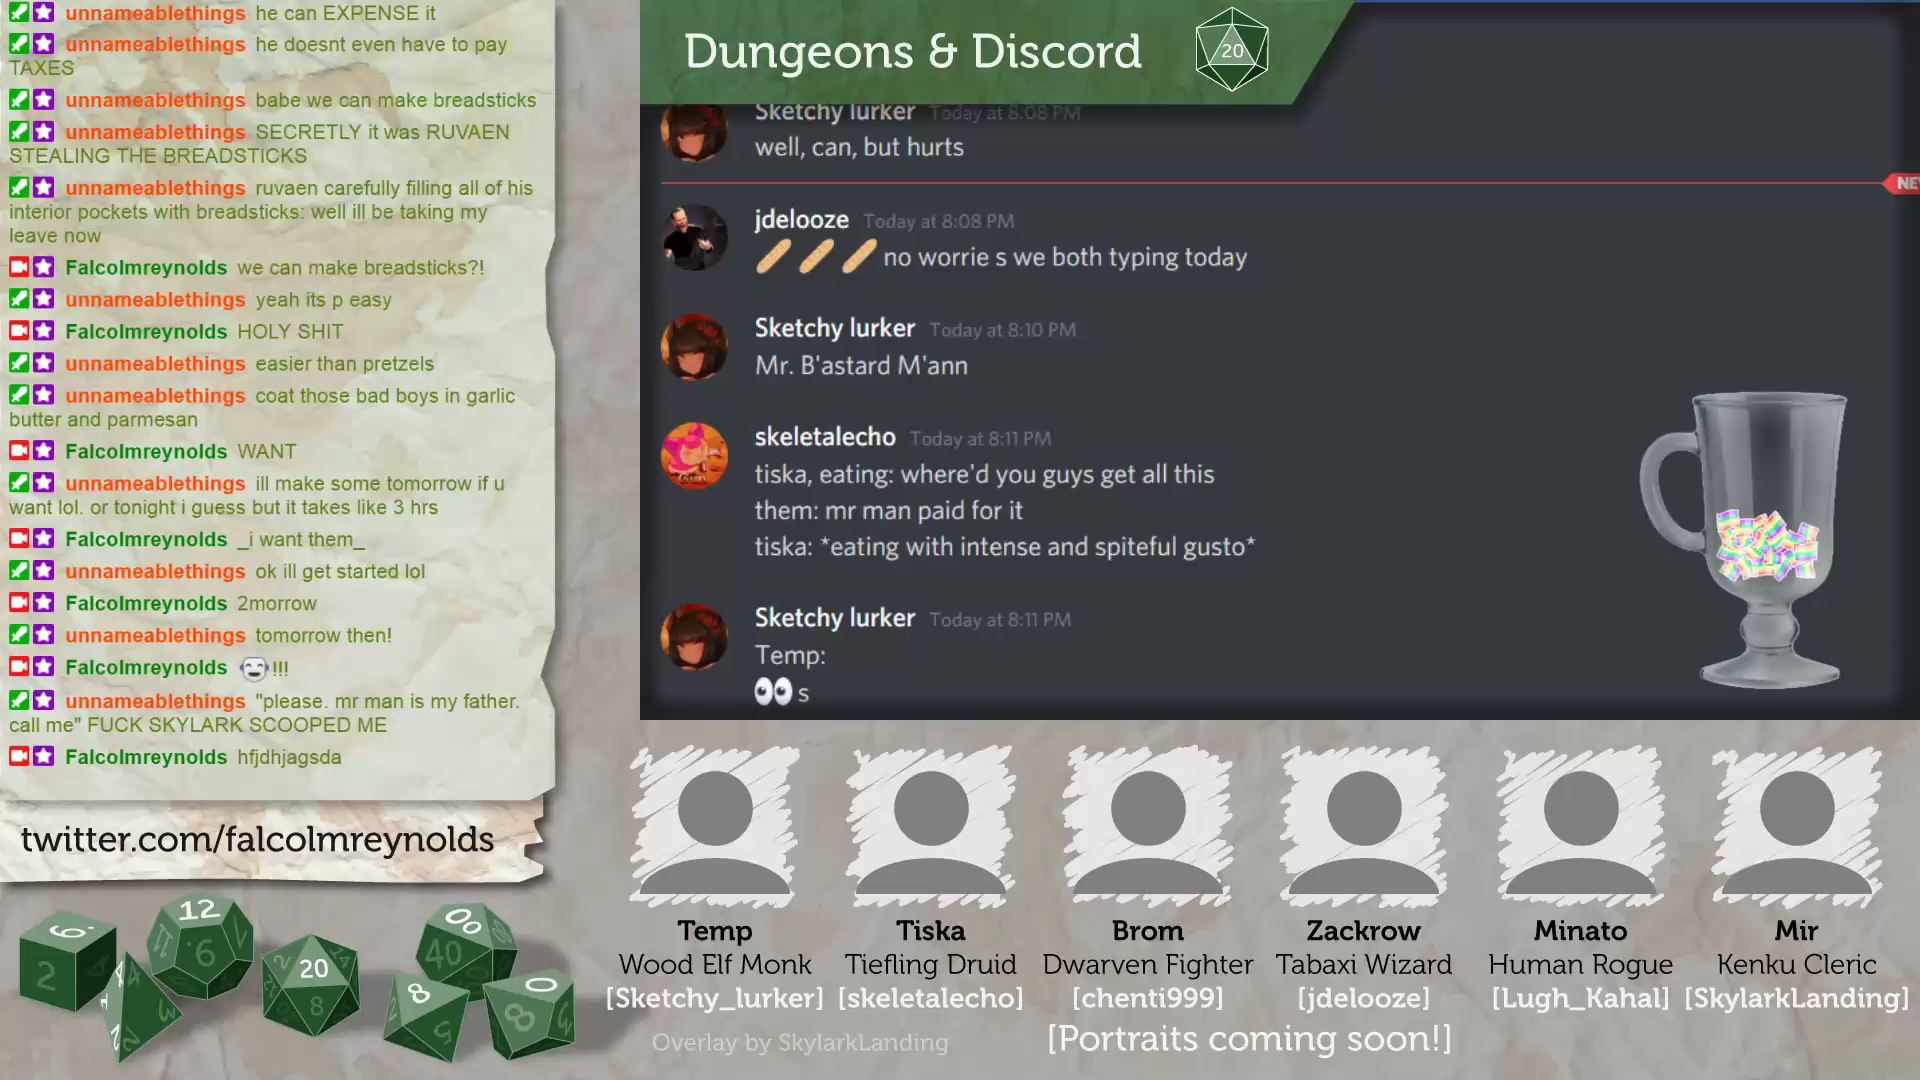 unnameablethings he can EXPENSE it
unnameablethings he doesnt even have to pay
TAXES
unnameablethings babe we can make breadsticks
unnameablethings SECRETLY it was RUVAEN
STEALING THE BREADSTICKS
unnameablethings ruvaen carefully filling all of his
interior pockets with breadsticks: well ill be taking my
leave now
Falcolmreynolds we can make breadsticks?!
unnameablethings yeah its p easy
Falcolmreynolds HOLY SHIT
unnameablethings easier than pretzels
unnameablethings coat those bad boys in garlic
butter and parmesan
Falcolmreynolds WANT
unnameablethings ill make some tomorrow if u
want lol. or tonight i guess but it takes like 3 hrs
Falcolmreynolds _i want them_
unnameablethings ok ill get started lol
Falcolmreynolds 2morrow
unnameablethings tomorrow then!
Falcolmreynolds !!!
unnameablethings "please. mr man is my father.
call me" FUCK SKYLARK SCOOPED ME
Falcolmreynolds hfjdhjagsda
twitter.com/falcolmreynolds
Dungeons & Discord
20
Sketchy lurker Today at 8:08 PM
well, can, but hurts
jdelooze Today at 8:08 PM
🥖🥖🥖 no worrie s we both typing today
Sketchy lurker Today at 8:10 PM
Mr. B'astard M'ann
skeletalecho Today at 8:11 PM
tiska, eating: where'd you guys get all this
them: mr man paid for it
tiska: *eating with intense and spiteful gusto*
Sketchy lurker Today at 8:11 PM
Temp:
👀 s
Temp
Wood Elf Monk
[Sketchy_lurker]
Tiska
Tiefling Druid
[skeletalecho]
Brom
Dwarven Fighter
[chenti999]
Zackrow
Tabaxi Wizard
[jdelooze]
Minato
Human Rogue
[Lugh_Kahal]
Mir
Kenku Cleric
[SkylarkLanding]
Overlay by SkylarkLanding
[Portraits coming soon!]